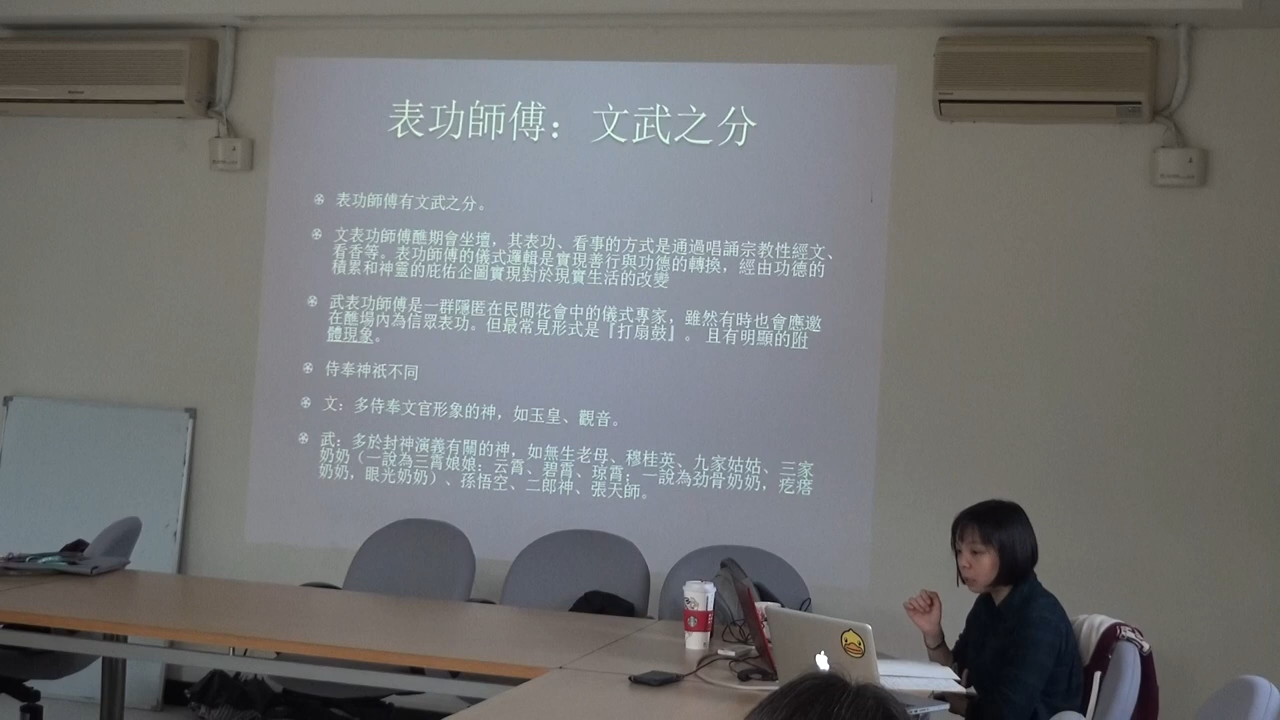 表功師傅：文武之分
表功師傅有文武之分。
文表功師傅醮期會坐壇，其表功、看事的方式是通過唱誦宗教性經文、
看香等。表功師傅的儀式邏輯是實現善行與功德的轉換，經由功德的
積累和神靈的庇佑企圖實現對於現實生活的改變
武表功師傅是一群隱匿在民間花會中的儀式專家，雖然有時也會應邀
在醮場內為信眾表功。但最常見形式是『打扇鼓』。且有明顯的附
體現象。
侍奉神祇不同
文：多侍奉文官形象的神，如玉皇、觀音。
武：多於封神演義有關的神，如無生老母、穆桂英、九家姑姑、三家
奶奶（一說為三霄娘娘：云霄、碧霄、琼霄；一說為劲骨奶奶，疙瘩
奶奶，眼光奶奶）、孫悟空、二郎神、張天師。